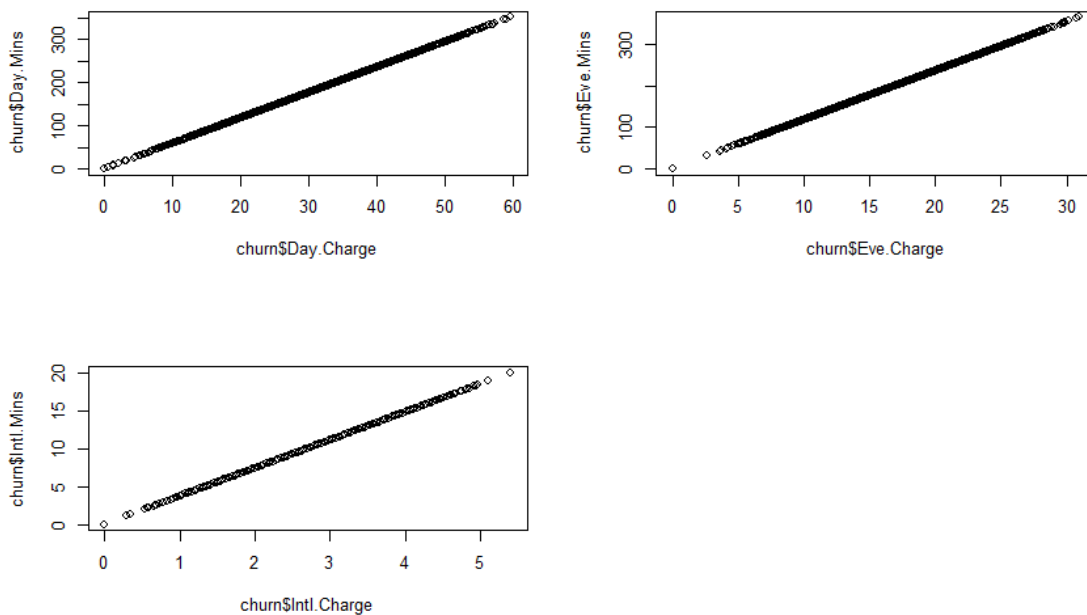 churn$Day.Mins
0 100 200 300
0 10 20 30 40 50 60
churn$Day.Charge
churn$Eve.Mins
0 100 300
0 5 10 15 20 25 30
churn$Eve.Charge
churn$Intl.Mins
0 5 10 15 20
0 1 2 3 4 5
churn$Intl.Charge